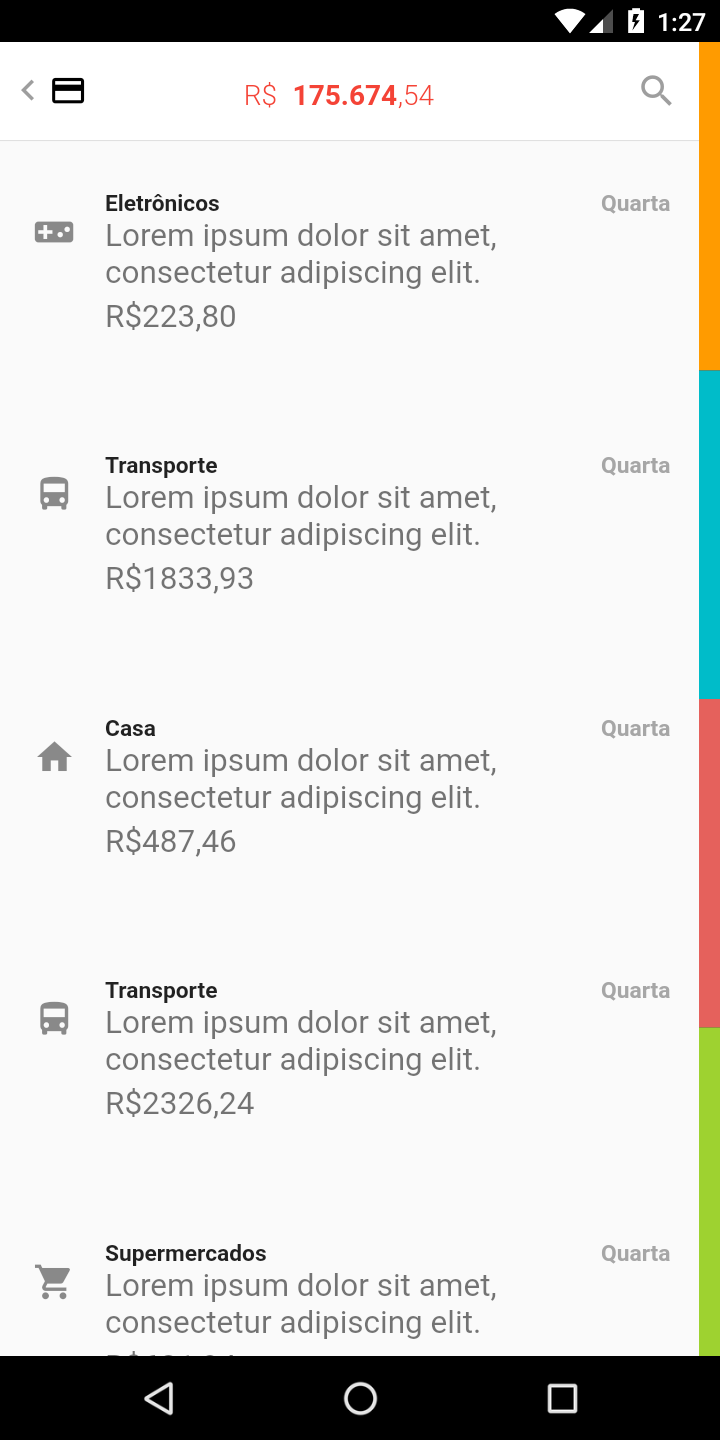 1:27
R$ 175.674,54
Eletrônicos
Quarta
Lorem ipsum dolor sit amet,
consectetur adipiscing elit.
R$223,80
Transporte
Quarta
Lorem ipsum dolor sit amet,
consectetur adipiscing elit.
R$1833,93
Casa
Quarta
Lorem ipsum dolor sit amet,
consectetur adipiscing elit.
R$487,46
Transporte
Quarta
Lorem ipsum dolor sit amet,
consectetur adipiscing elit.
R$2326,24
Supermercados
Quarta
Lorem ipsum dolor sit amet,
consectetur adipiscing elit.